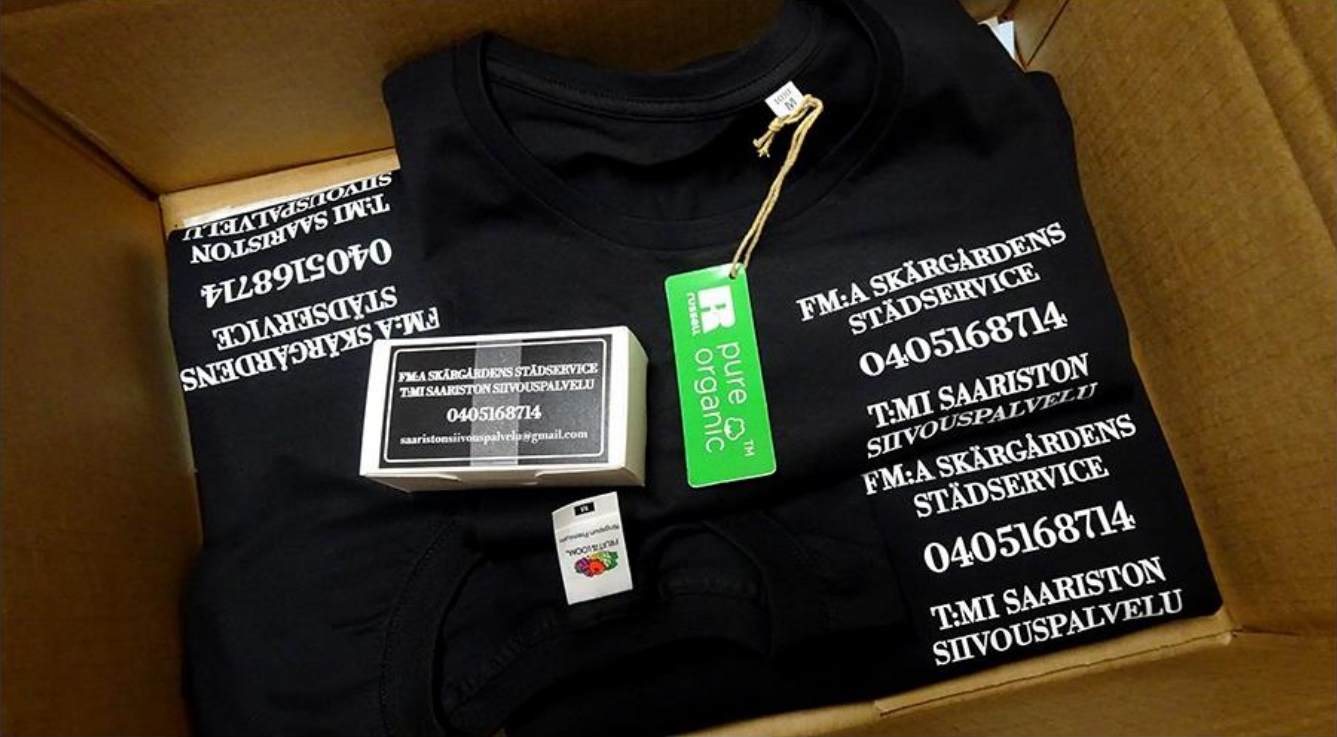 SIIVOUSPALVELU
T:MI SAARISTON
0405168714
STÄDSERVICE
FM:A SKÄRGÅRDENS
M
russell
pure
organic
TM
FM:A SKÄRGÅRDENS
STÄDSERVICE
0405168714
T:MI SAARISTON
SIIVOUSPALVELU
FM:A SKÄRGÅRDENS STÄDSERVICE
T:MI SAARISTON SIIVOUSPALVELU
0405168714
saaristonsiivouspalvelu@gmail.com
FM:A SKÄRGÅRDENS
STÄDSERVICE
0405168714
T:MI SAARISTON
SIIVOUSPALVELU
FRUIT OF THE LOOM